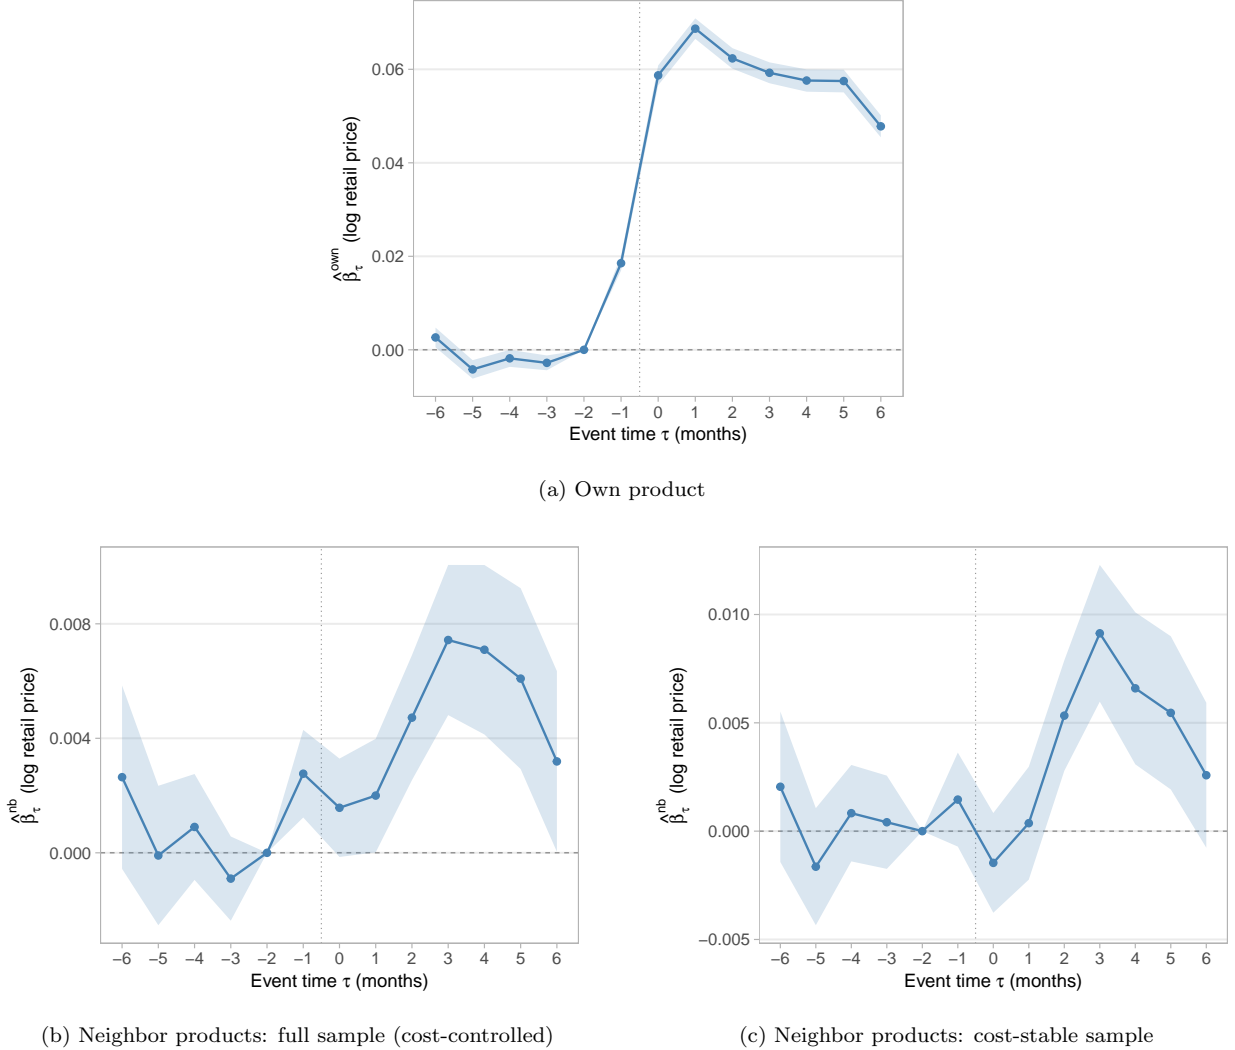 0.06
0.04
0.02
0.00
β̂τ^own (log retail price)
−6 −5 −4 −3 −2 −1 0 1 2 3 4 5 6
Event time τ (months)
(a) Own product
0.008
0.004
0.000
β̂τ^nb (log retail price)
−6 −5 −4 −3 −2 −1 0 1 2 3 4 5 6
Event time τ (months)
(b) Neighbor products: full sample (cost-controlled)
0.010
0.005
0.000
−0.005
β̂τ^nb (log retail price)
−6 −5 −4 −3 −2 −1 0 1 2 3 4 5 6
Event time τ (months)
(c) Neighbor products: cost-stable sample